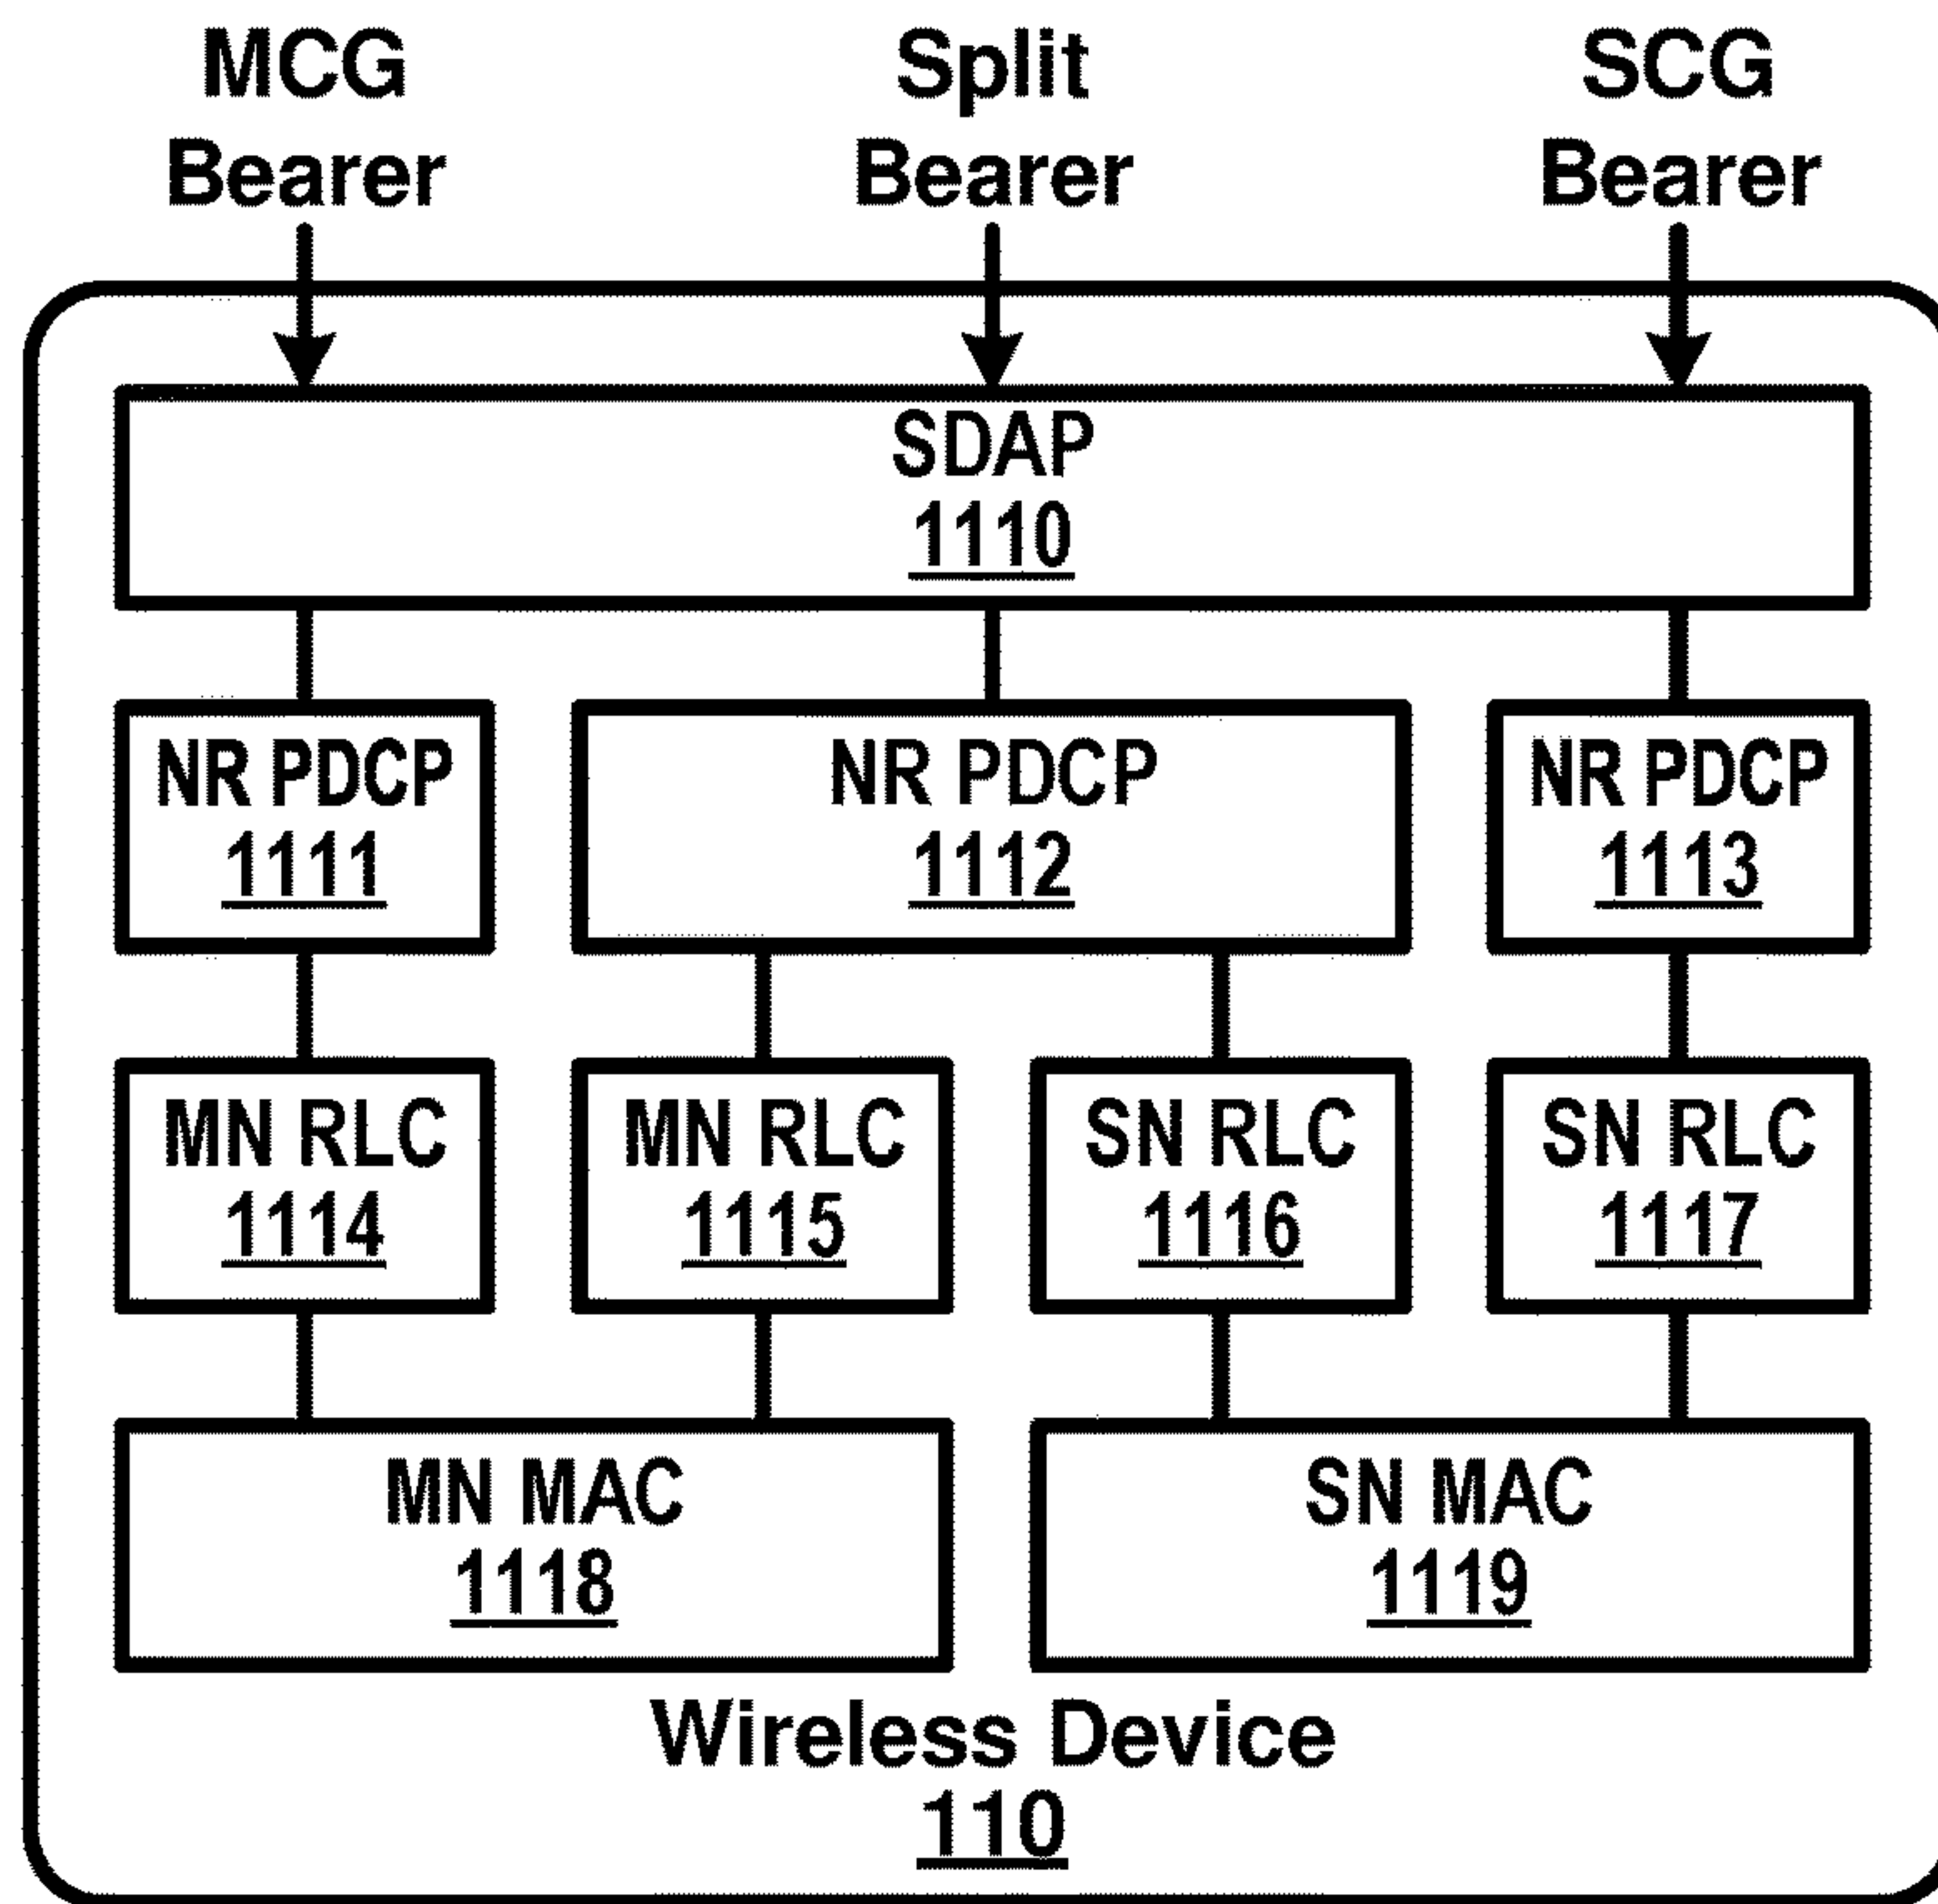 MCG
Bearer
Split
Bearer
SCG
Bearer
SDAP
1110
NR PDCP
1111
NR PDCP
1112
NR PDCP
1113
MN RLC
1114
MN RLC
1115
SN RLC
1116
SN RLC
1117
MN MAC
1118
SN MAC
1119
Wireless Device
110